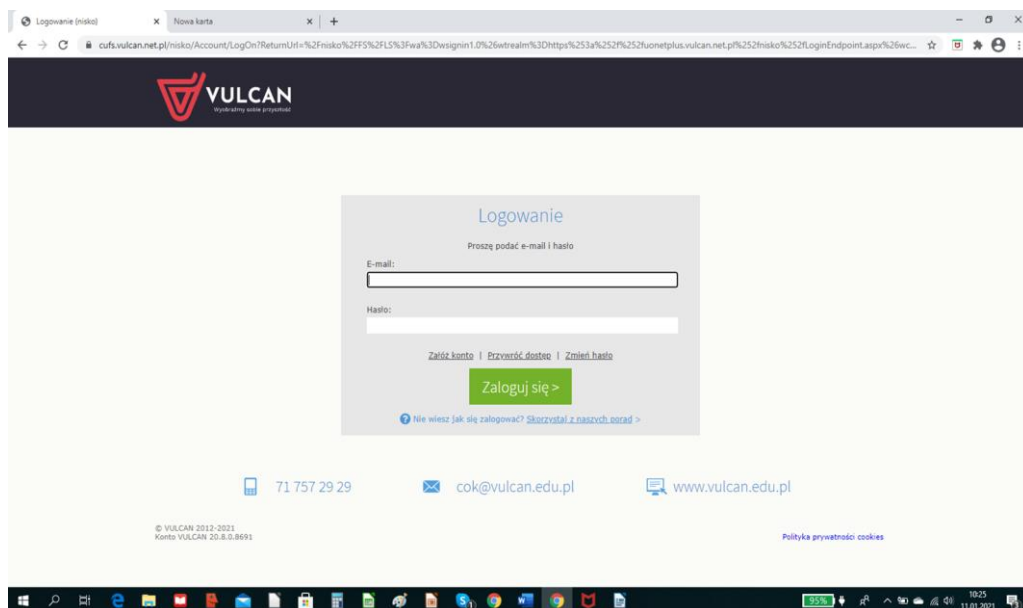 Logowanie (nisko)
Nowa karta
cufs.vulcan.net.pl/nisko/Account/LogOn?ReturnUrl=%2Fnisko%2FFS%2FLS%3Fwa%3Dwsignin1.0%26wtrealm%3Dhttps%253a%252f%252fuonetplus.vulcan.net.pl%252fnisko%252fLoginEndpoint.aspx%26wc...
VULCAN
Wyobraźmy sobie przyszłość
Logowanie
Proszę podać e-mail i hasło
E-mail:
Hasło:
Załóż konto | Przywróć dostęp | Zmień hasło
Zaloguj się >
Nie wiesz jak się zalogować? Skorzystaj z naszych porad >
71 757 29 29 cok@vulcan.edu.pl www.vulcan.edu.pl
© VULCAN 2012-2021
Konto VULCAN 20.8.0.8691
Polityka prywatności cookies
95%
10:25
11.01.2021